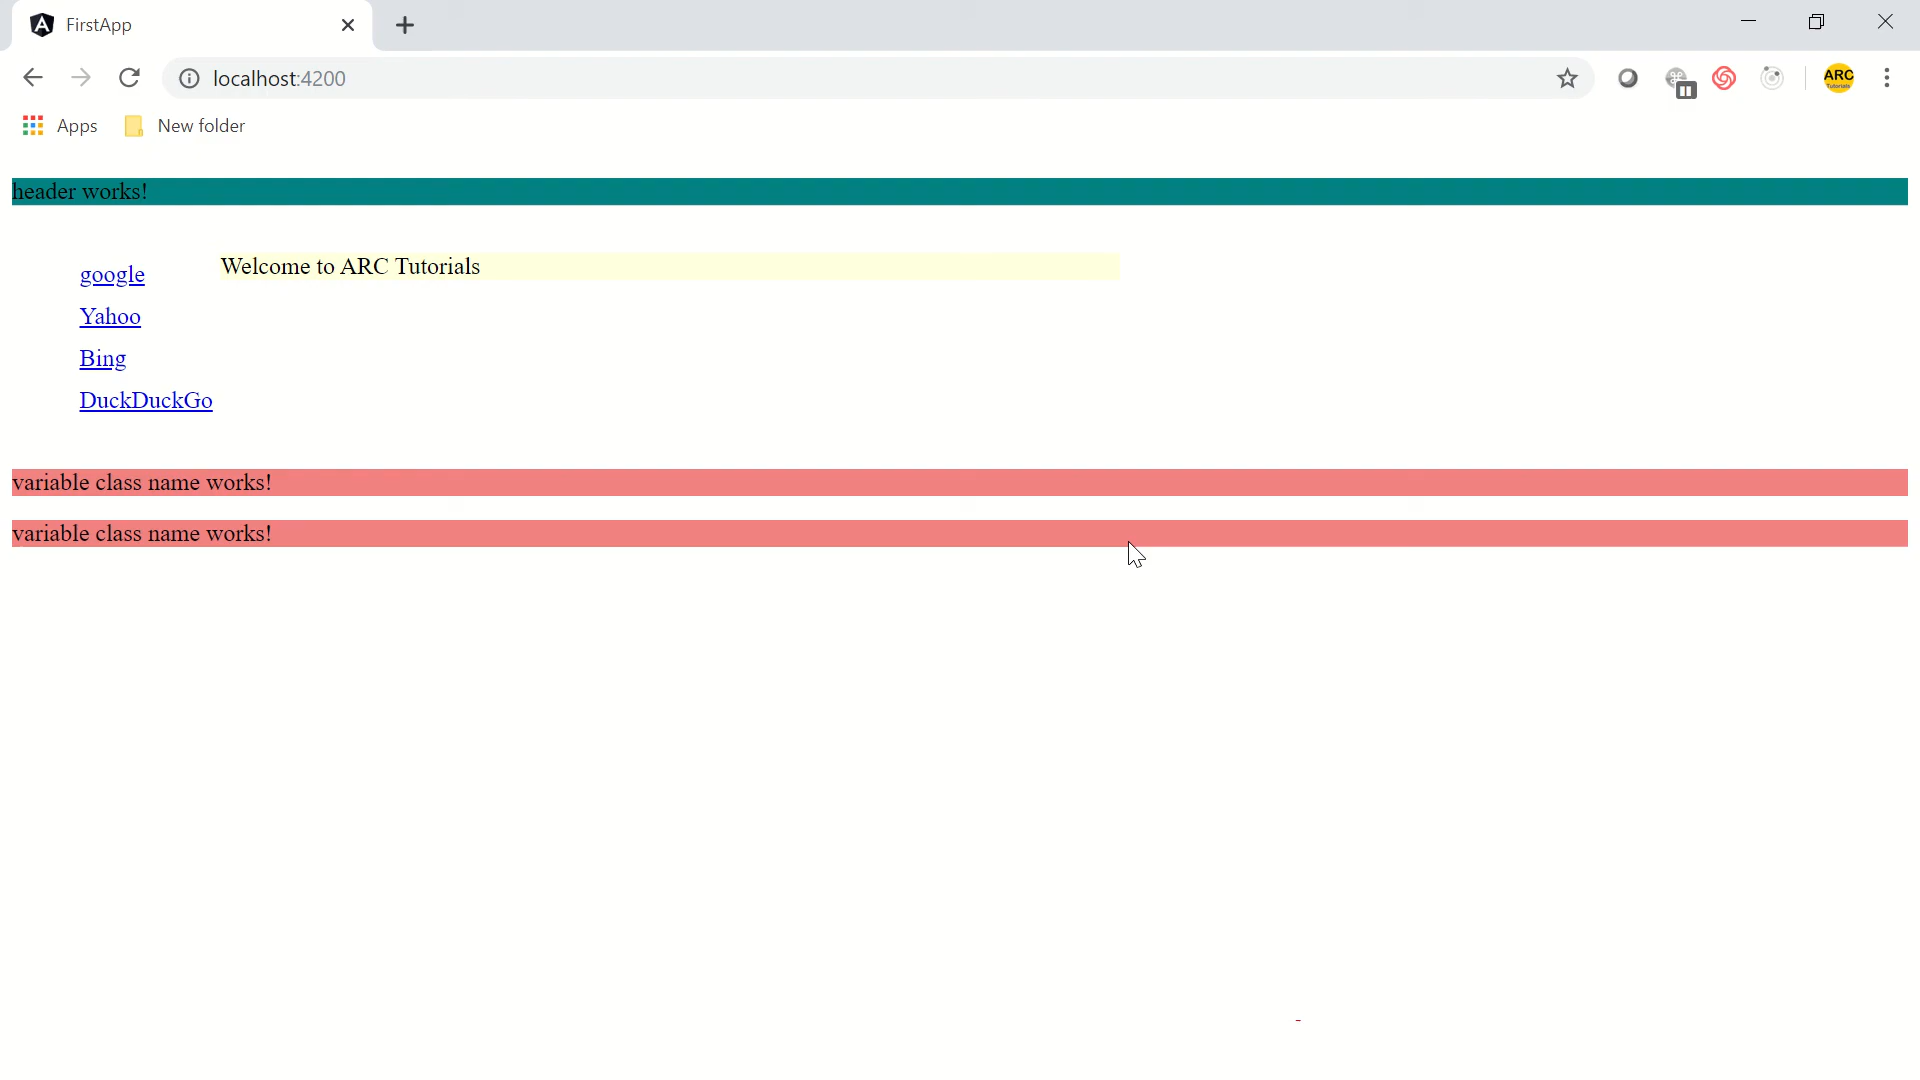 FirstApp
localhost:4200
ARC
Tutorials
Apps
New folder
header works!
google
Welcome to ARC Tutorials
Yahoo
Bing
DuckDuckGo
variable class name works!
variable class name works!